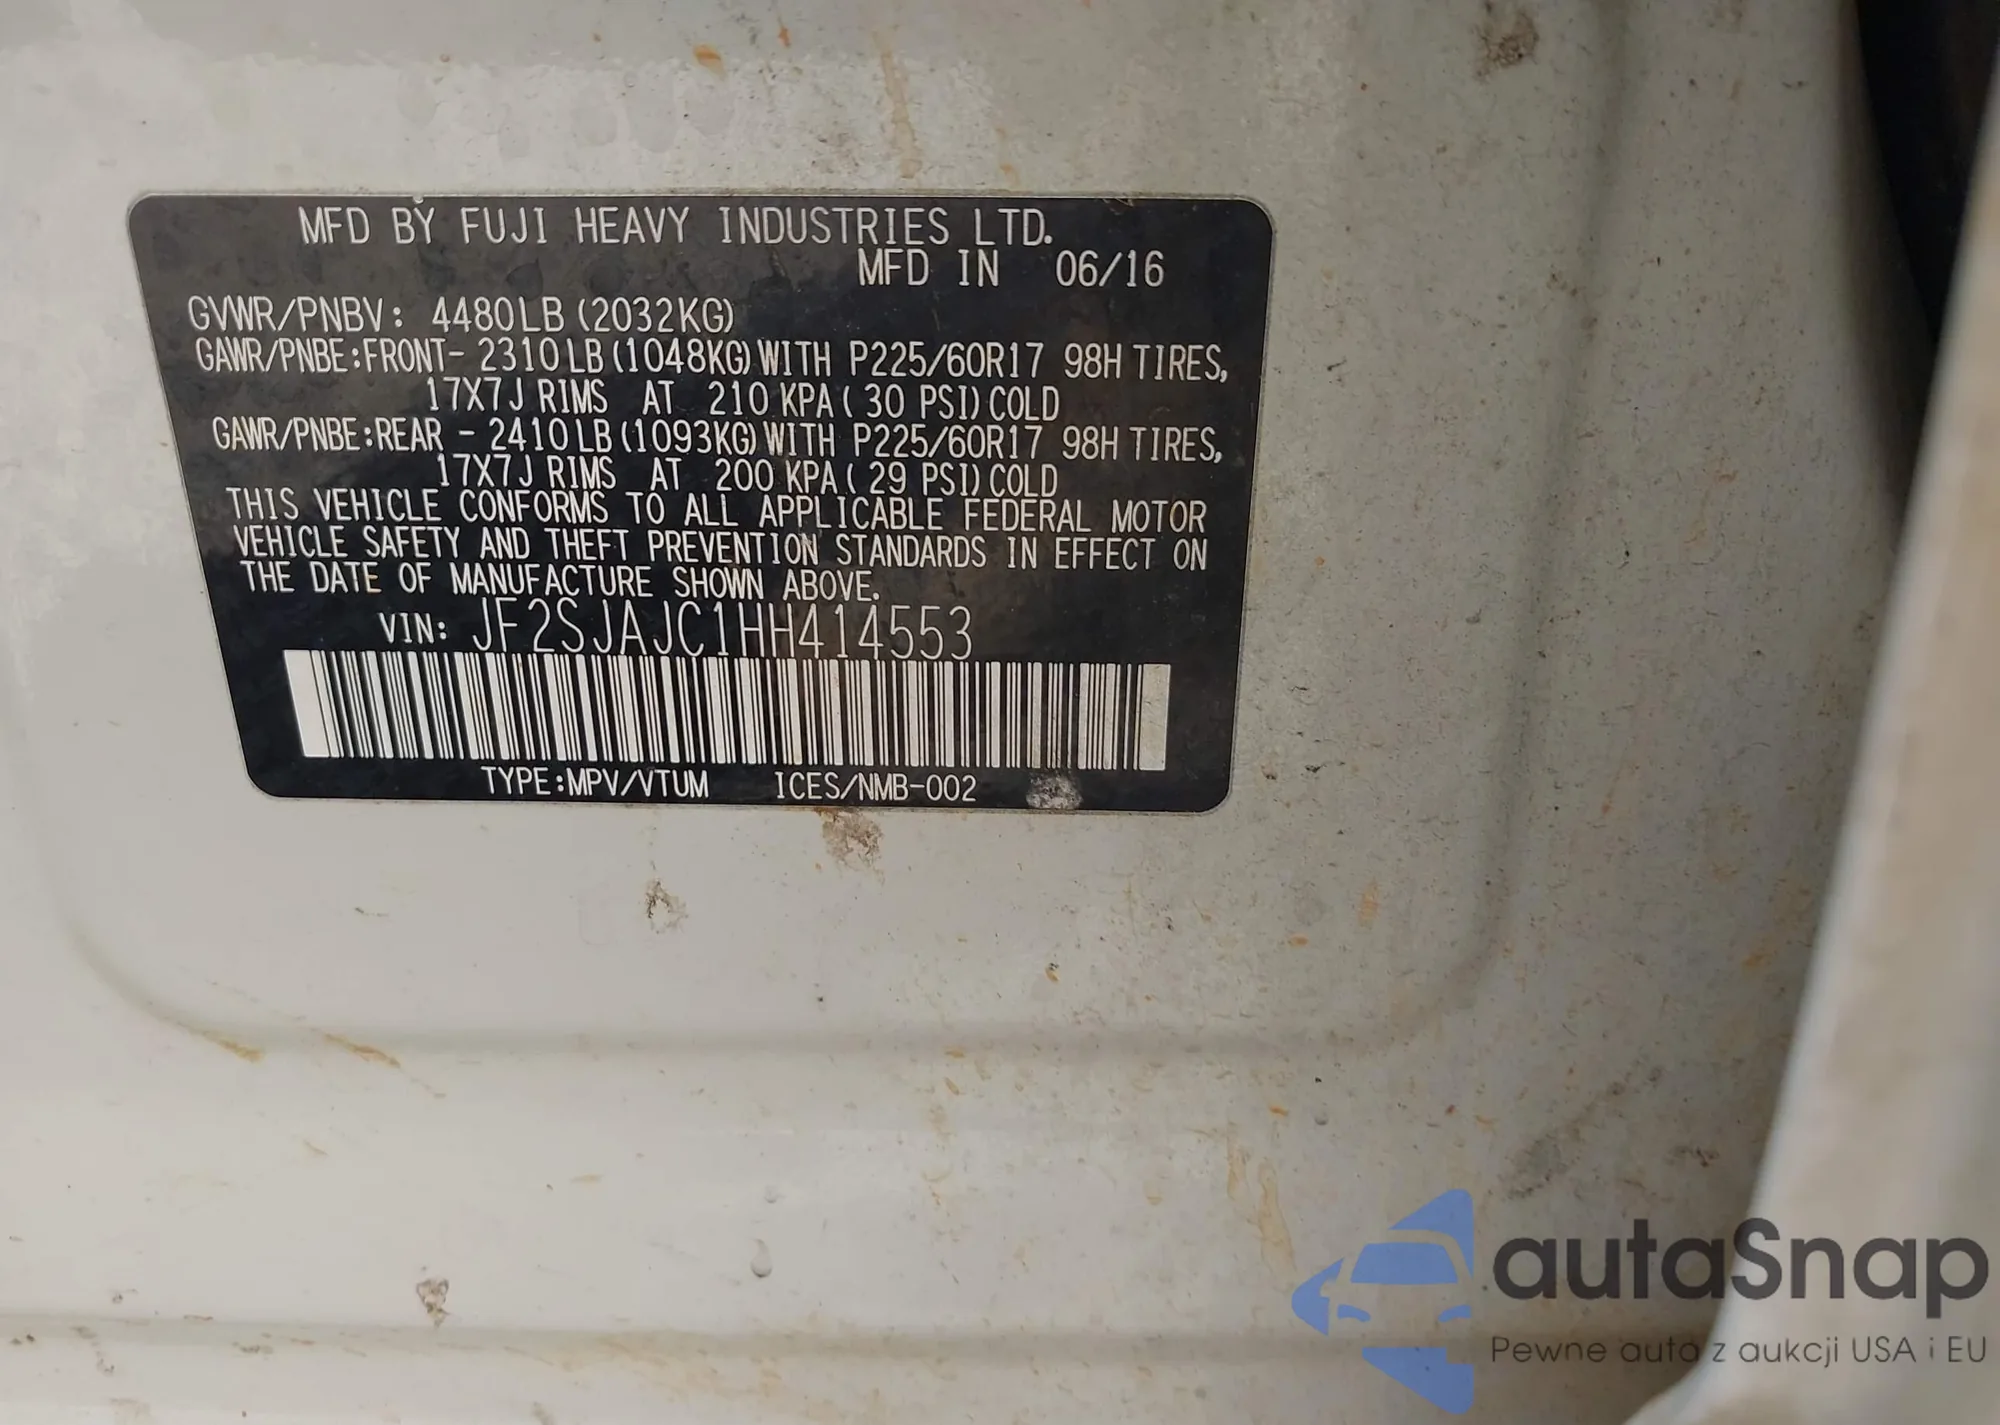 MFD BY FUJI HEAVY INDUSTRIES LTD.
MFD IN 06/16
GVWR/PNBV: 4480LB (2032KG)
GAWR/PNBE:FRONT- 2310LB (1048KG) WITH P225/60R17 98H TIRES,
17X7J RIMS AT 210 KPA ( 30 PSI) COLD
GAWR/PNBE:REAR - 2410LB (1093KG) WITH P225/60R17 98H TIRES,
17X7J RIMS AT 200 KPA ( 29 PSI) COLD
THIS VEHICLE CONFORMS TO ALL APPLICABLE FEDERAL MOTOR
VEHICLE SAFETY AND THEFT PREVENTION STANDARDS IN EFFECT ON
THE DATE OF MANUFACTURE SHOWN ABOVE.
VIN: JF2SJAJC1HH414553
TYPE:MPV/VTUM ICES/NMB-002
autaSnap
Pewne auta z aukcji USA i EU